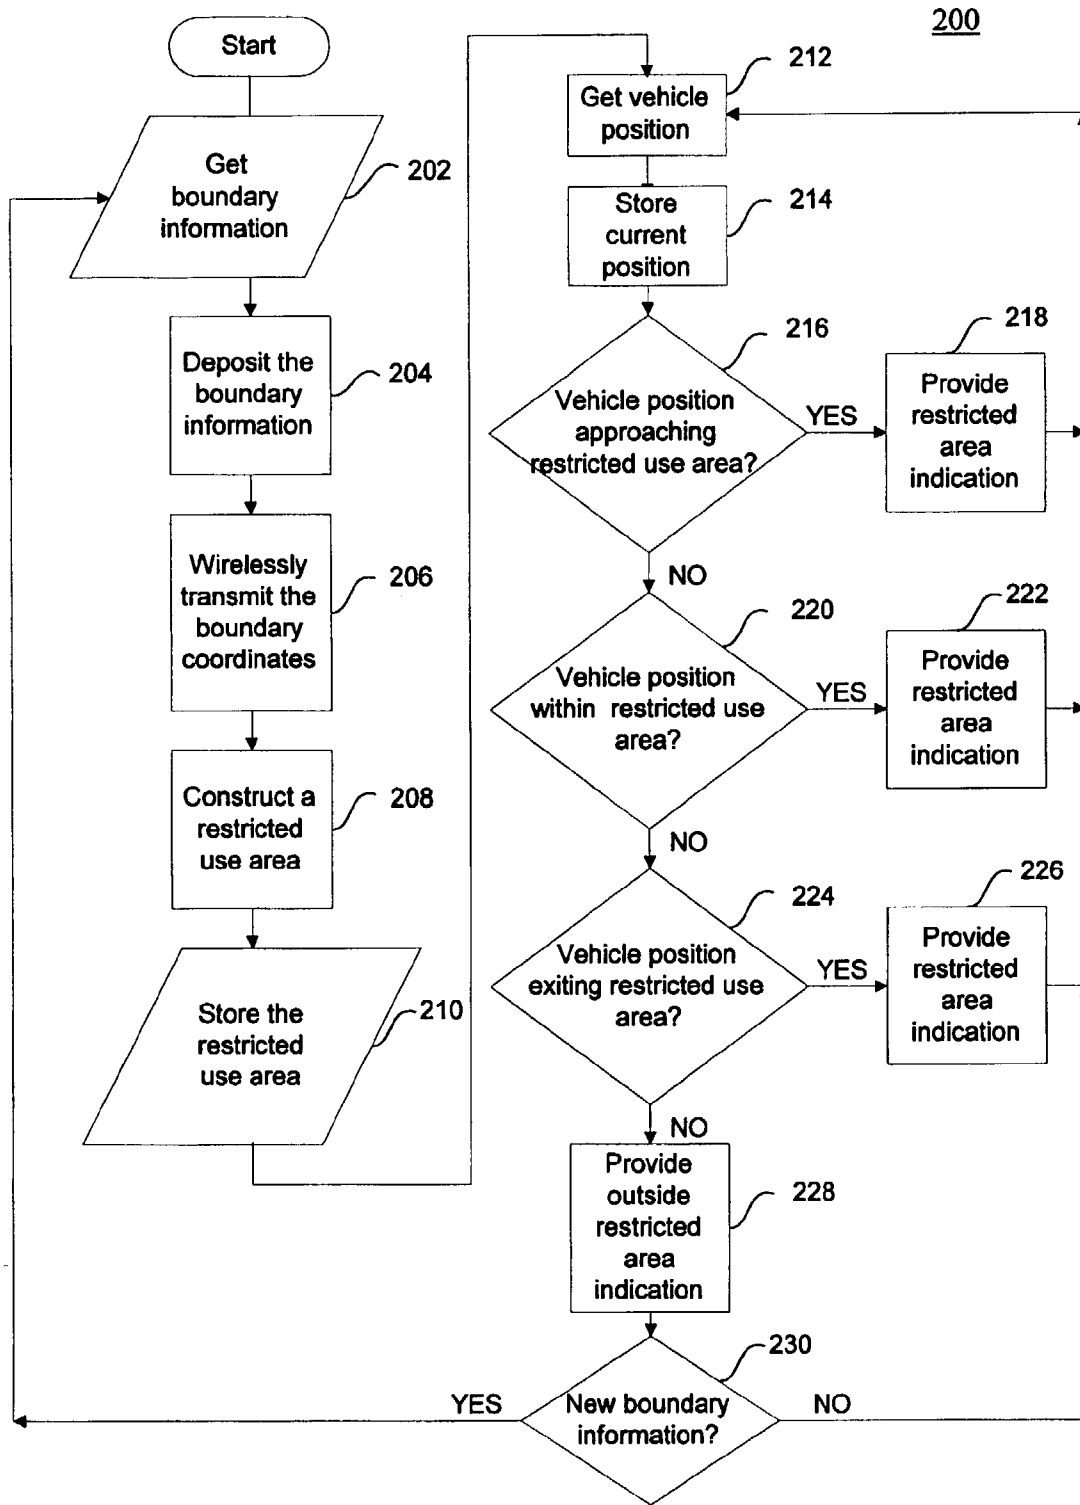 200
Start
Get
boundary
information
202
Deposit the
boundary
information
204
Wirelessly
transmit the
boundary
coordinates
206
Construct a
restricted
use area
208
Store the
restricted
use area
210
Get vehicle
position
212
Store
current
position
214
Vehicle position
approaching
restricted use area?
216
YES
Provide
restricted
area
indication
218
NO
Vehicle position
within restricted use
area?
220
YES
Provide
restricted
area
indication
222
NO
Vehicle position
exiting restricted use
area?
224
YES
Provide
restricted
area
indication
226
NO
Provide
outside
restricted
area
indication
228
New boundary
information?
230
YES
NO